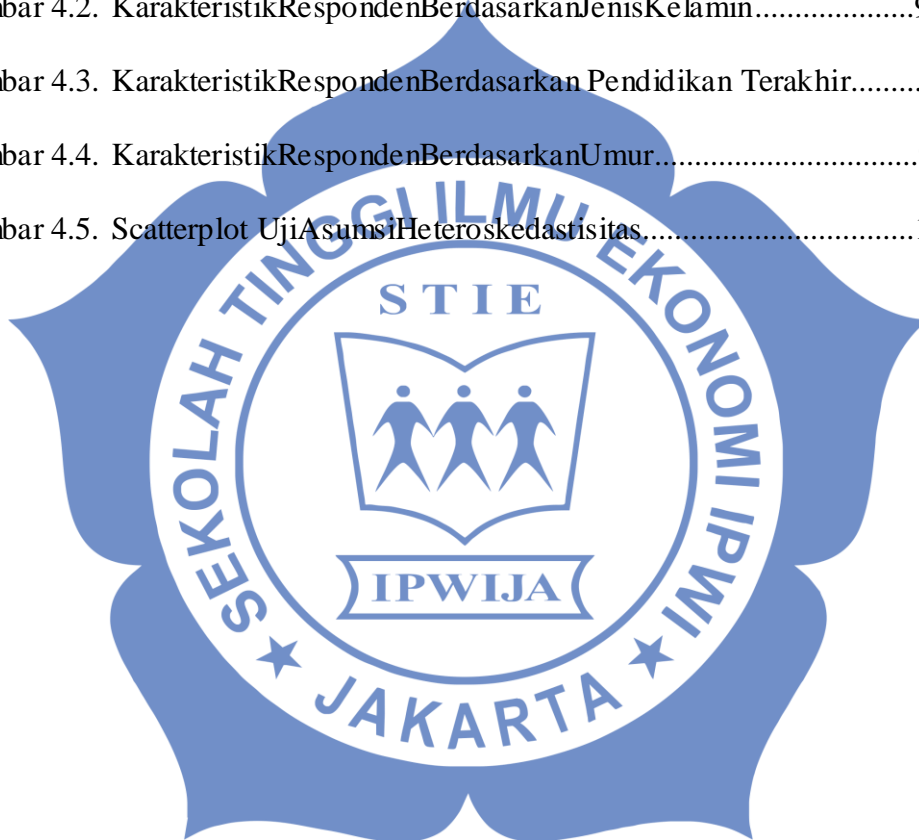 bar 4.2. KarakteristikRespondenBerdasarkanJenisKelamin.................
bar 4.3. KarakteristikRespondenBerdasarkan Pendidikan Terakhir........
bar 4.4. KarakteristikRespondenBerdasarkanUmur.................................
bar 4.5. Scatterplot UjiAsumsiHeteroskedastisitas.................................
SEKOLAH TINGGI ILMU EKONOMI IPWI
STIE
IPWIJA
★ JAKARTA ★